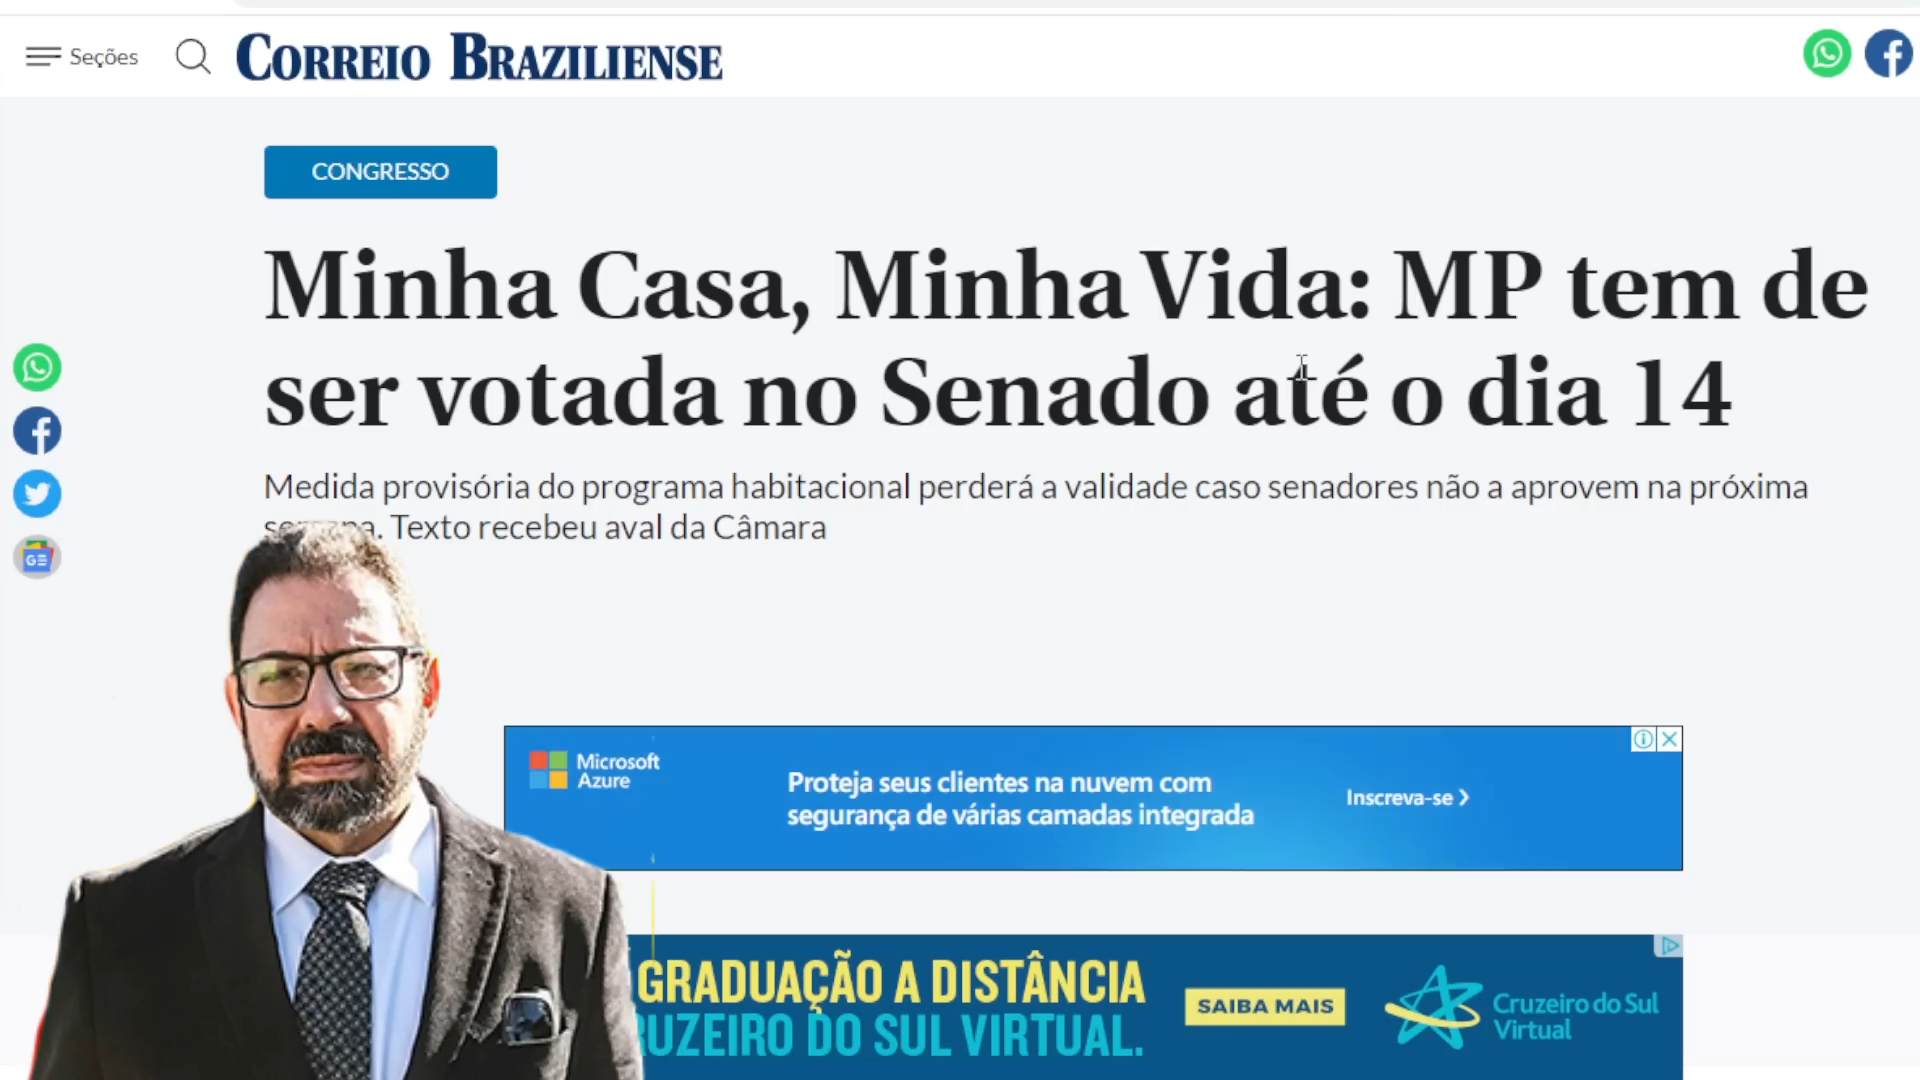 Seções
CORREIO BRAZILIENSE
CONGRESSO
Minha Casa, Minha Vida: MP tem de
ser votada no Senado até o dia 14
Medida provisória do programa habitacional perderá a validade caso senadores não a aprovem na próxima
Texto recebeu aval da Câmara
GE
Microsoft
Azure
Proteja seus clientes na nuvem com
segurança de várias camadas integrada
Inscreva-se
GRADUAÇÃO A DISTÂNCIA
RUZEIRO DO SUL VIRTUAL.
SAIBA MAIS
Cruzeiro do Sul
Virtual